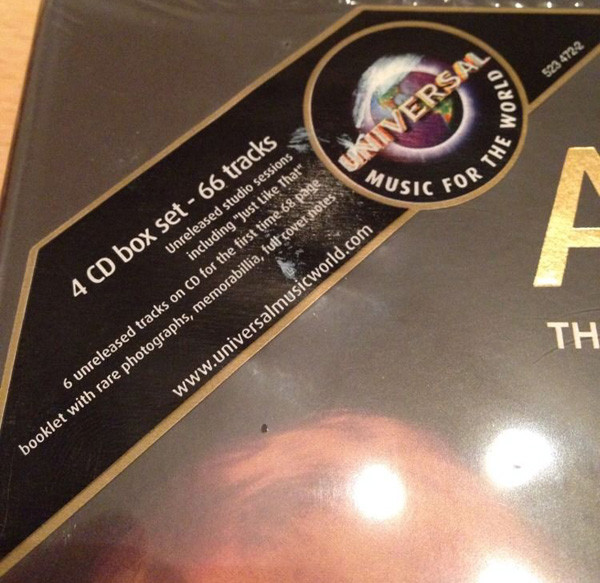 UNIVERSAL
MUSIC FOR THE WORLD
523 472-2
4 CD box set - 66 tracks
Unreleased studio sessions
including "Just Like That"
6 unreleased tracks on CD for the first time 68 page
booklet with rare photographs, memorabillia, full cover notes
www.universalmusicworld.com
A
TH